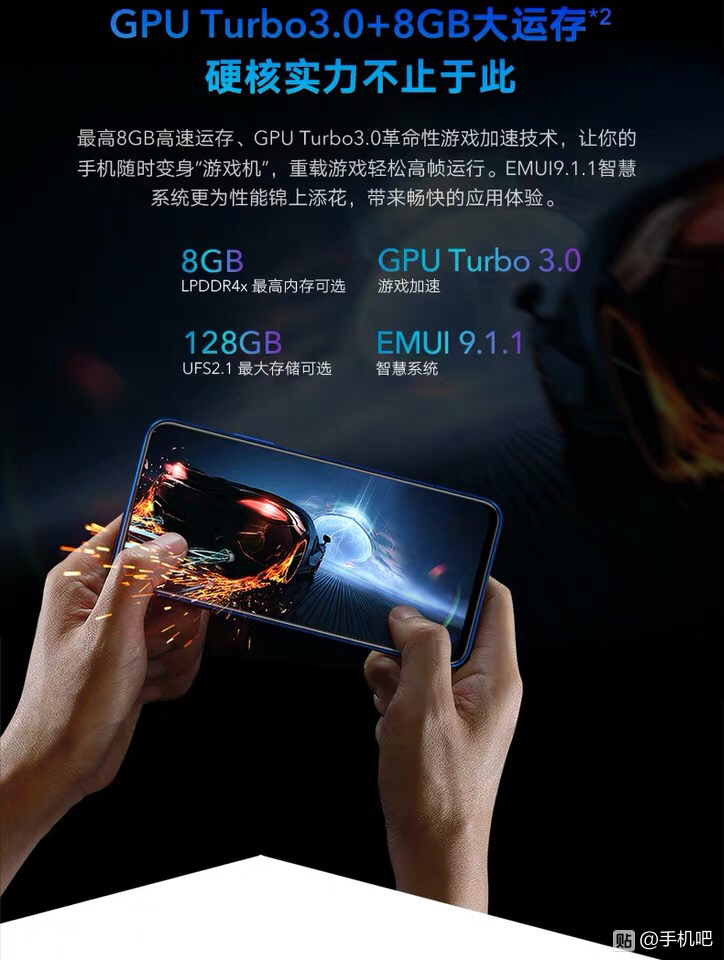 GPU Turbo3.0+8GB大运存*2
硬核实力不止于此
最高8GB高速运存、GPU Turbo3.0革命性游戏加速技术，让你的
手机随时变身“游戏机”，重载游戏轻松高帧运行。EMUI9.1.1智慧
系统更为性能锦上添花，带来畅快的应用体验。
8GB
LPDDR4x 最高内存可选
GPU Turbo 3.0
游戏加速
128GB
UFS2.1 最大存储可选
EMUI 9.1.1
智慧系统
贴 @手机吧